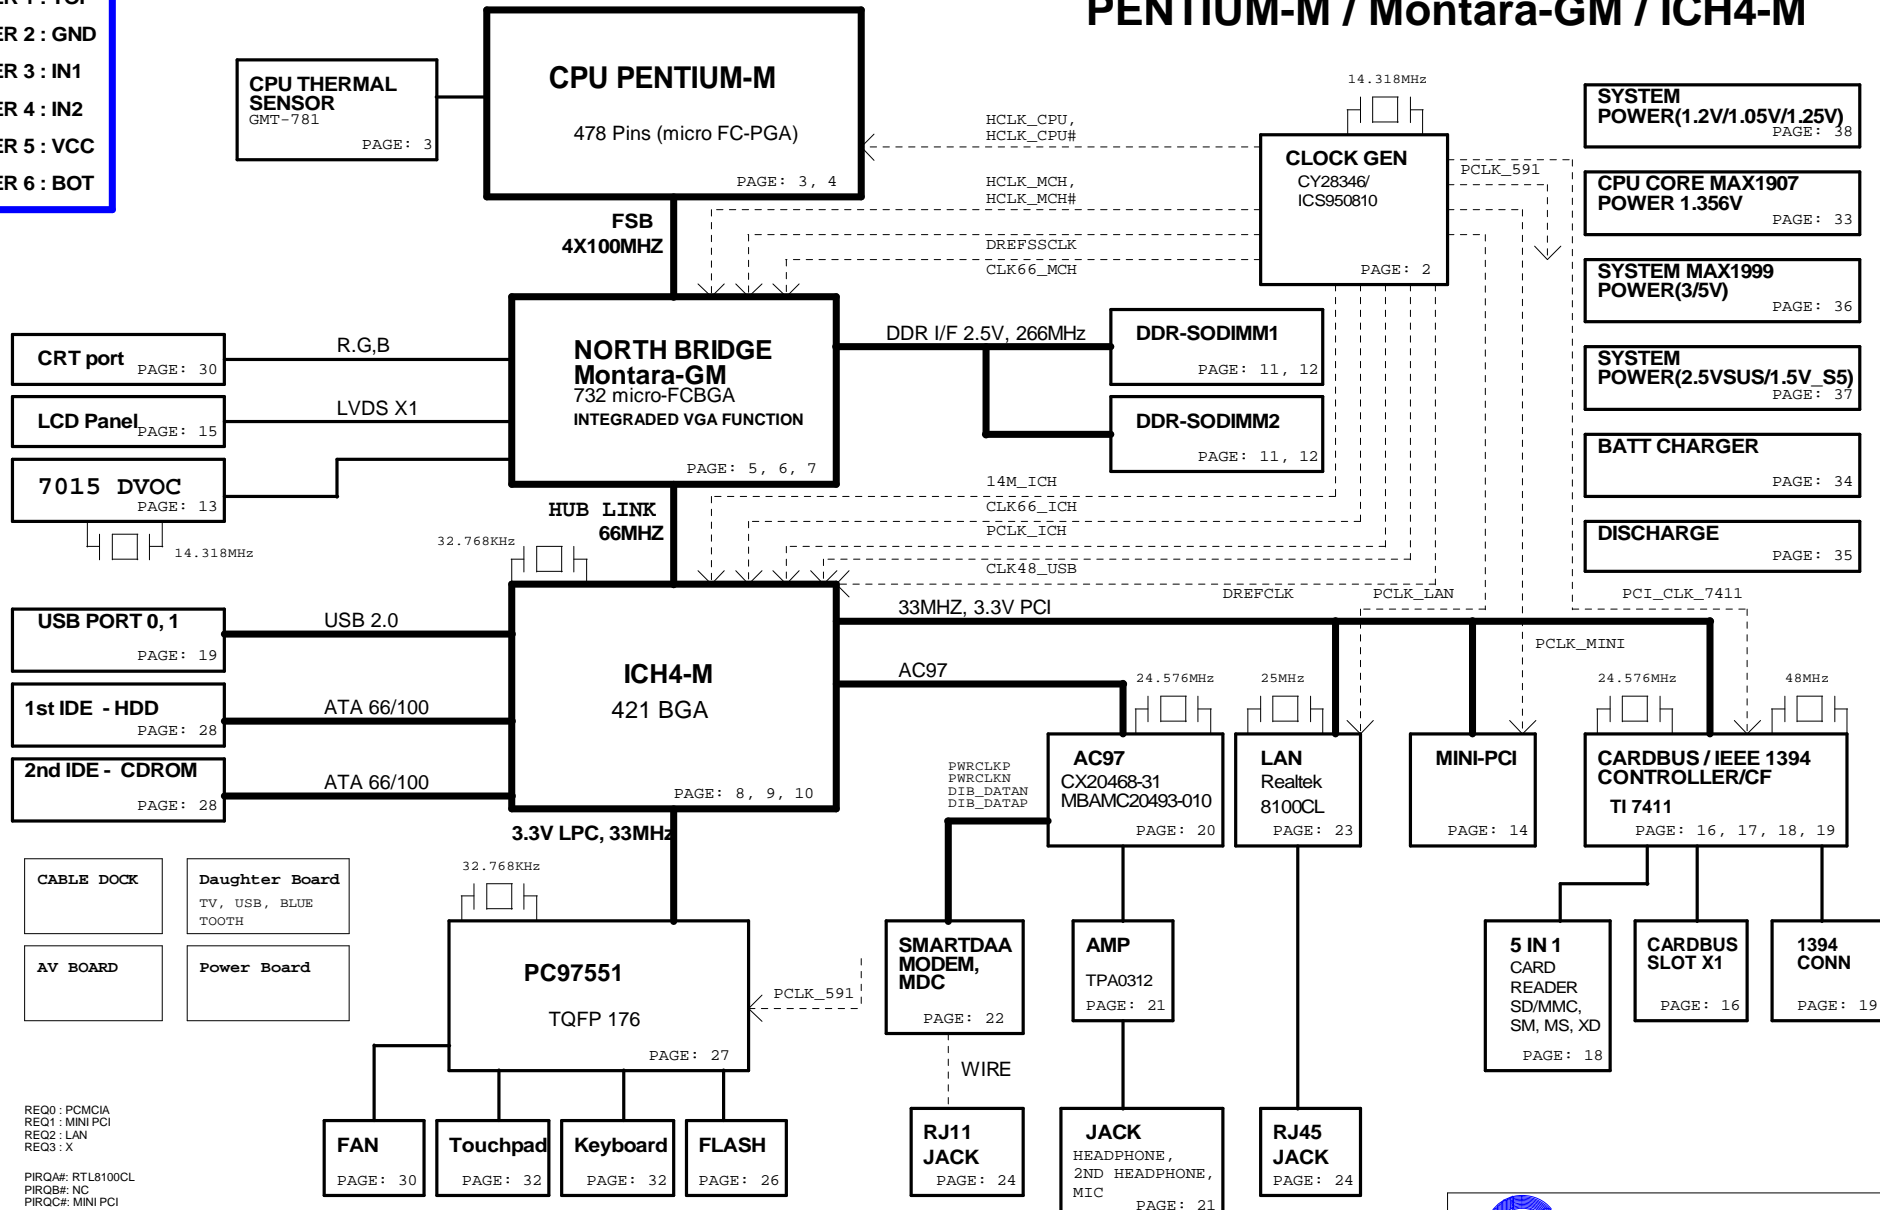 PENTIUM-M / Montara-GM / ICH4-M
ER 2 : GND
ER 3 : IN1
ER 4 : IN2
ER 5 : VCC
ER 6 : BOT
CPU THERMAL
SENSOR
GMT-781
PAGE: 3
CPU PENTIUM-M
478 Pins (micro FC-PGA)
PAGE: 3, 4
HCLK_CPU,
HCLK_CPU#
HCLK_MCH,
HCLK_MCH#
DREFSSCLK
CLK66_MCH
14.318MHz
CLOCK GEN
CY28346/
ICS950810
PAGE: 2
PCLK_591
SYSTEM
POWER(1.2V/1.05V/1.25V)
PAGE: 38
CPU CORE MAX1907
POWER 1.356V
PAGE: 33
SYSTEM MAX1999
POWER(3/5V)
PAGE: 36
SYSTEM
POWER(2.5VSUS/1.5V_S5)
PAGE: 37
BATT CHARGER
PAGE: 34
DISCHARGE
PAGE: 35
FSB
4X100MHZ
CRT port
PAGE: 30
R.G,B
LCD Panel
PAGE: 15
LVDS X1
7015 DVOC
PAGE: 13
14.318MHz
NORTH BRIDGE
Montara-GM
732 micro-FCBGA
INTEGRADED VGA FUNCTION
PAGE: 5, 6, 7
DDR I/F 2.5V, 266MHz
DDR-SODIMM1
PAGE: 11, 12
DDR-SODIMM2
PAGE: 11, 12
HUB LINK
66MHZ
32.768KHz
14M_ICH
CLK66_ICH
PCLK_ICH
CLK48_USB
DREFCLK
PCLK_LAN
PCI_CLK_7411
PCLK_MINI
USB PORT 0, 1
PAGE: 19
USB 2.0
1st IDE - HDD
PAGE: 28
ATA 66/100
2nd IDE - CDROM
PAGE: 28
ATA 66/100
ICH4-M
421 BGA
PAGE: 8, 9, 10
33MHZ, 3.3V PCI
AC97
24.576MHz
25MHz
24.576MHz
48MHz
PWRCLKP
PWRCLKN
DIB_DATAN
DIB_DATAP
AC97
CX20468-31
MBAMC20493-010
PAGE: 20
LAN
Realtek
8100CL
PAGE: 23
MINI-PCI
PAGE: 14
CARDBUS / IEEE 1394
CONTROLLER/CF
TI 7411
PAGE: 16, 17, 18, 19
3.3V LPC, 33MHz
32.768KHz
CABLE DOCK
Daughter Board
TV, USB, BLUE
TOOTH
AV BOARD
Power Board
PC97551
TQFP 176
PAGE: 27
PCLK_591
SMARTDAA
MODEM,
MDC
PAGE: 22
AMP
TPA0312
PAGE: 21
5 IN 1
CARD
READER
SD/MMC,
SM, MS, XD
PAGE: 18
CARDBUS
SLOT X1
PAGE: 16
1394
CONN
PAGE: 19
WIRE
FAN
PAGE: 30
Touchpad
PAGE: 32
Keyboard
PAGE: 32
FLASH
PAGE: 26
RJ11
JACK
PAGE: 24
JACK
HEADPHONE,
2ND HEADPHONE,
MIC
PAGE: 21
RJ45
JACK
PAGE: 24
REQ0 : PCMCIA
REQ1 : MINI PCI
REQ2 : LAN
REQ3 : X
PIRQA#: RTL8100CL
PIRQB#: NC
PIRQC#: MINI PCI